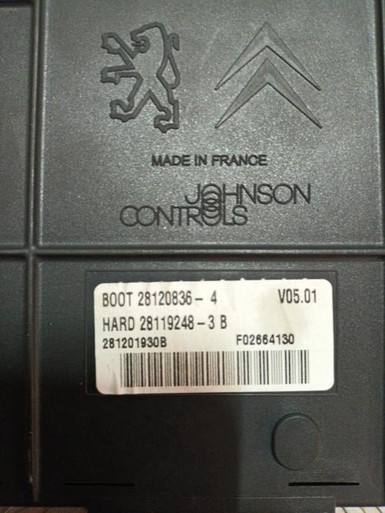 MADE IN FRANCE
JOHNSON
CONTROLS
BOOT 28120836-4 V05.01
HARD 28119248-3 B
281201930B F02664130